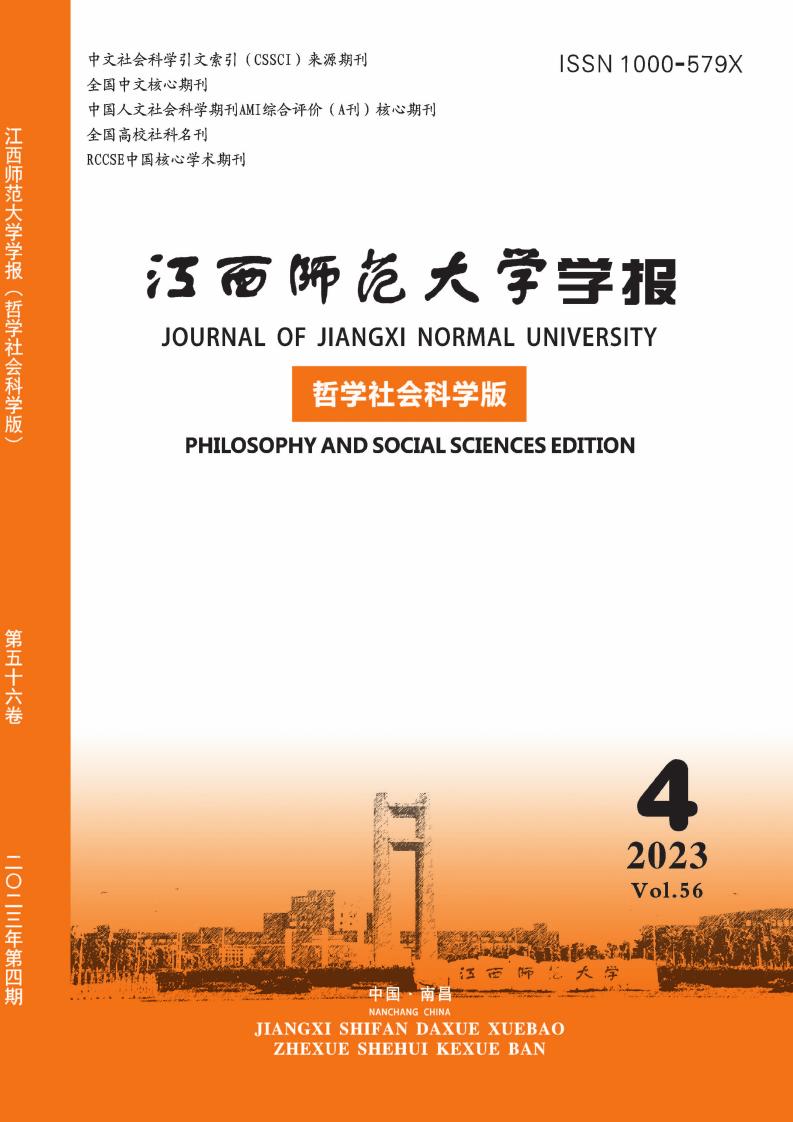 中文社会科学引文索引（CSSCI）来源期刊
全国中文核心期刊
中国人文社会科学期刊AMI综合评价（A刊）核心期刊
全国高校社科名刊
RCCSE中国核心学术期刊
ISSN 1000-579X
江西师范大学学报
JOURNAL OF JIANGXI NORMAL UNIVERSITY
哲学社会科学版
PHILOSOPHY AND SOCIAL SCIENCES EDITION
4
2023
Vol.56
江西师范大学
中国·南昌
NANCHANG CHINA
JIANGXI SHIFAN DAXUE XUEBAO
ZHEXUE SHEHUI KEXUE BAN
江西师范大学学报（哲学社会科学版）
第五十六卷
二〇二三年第四期